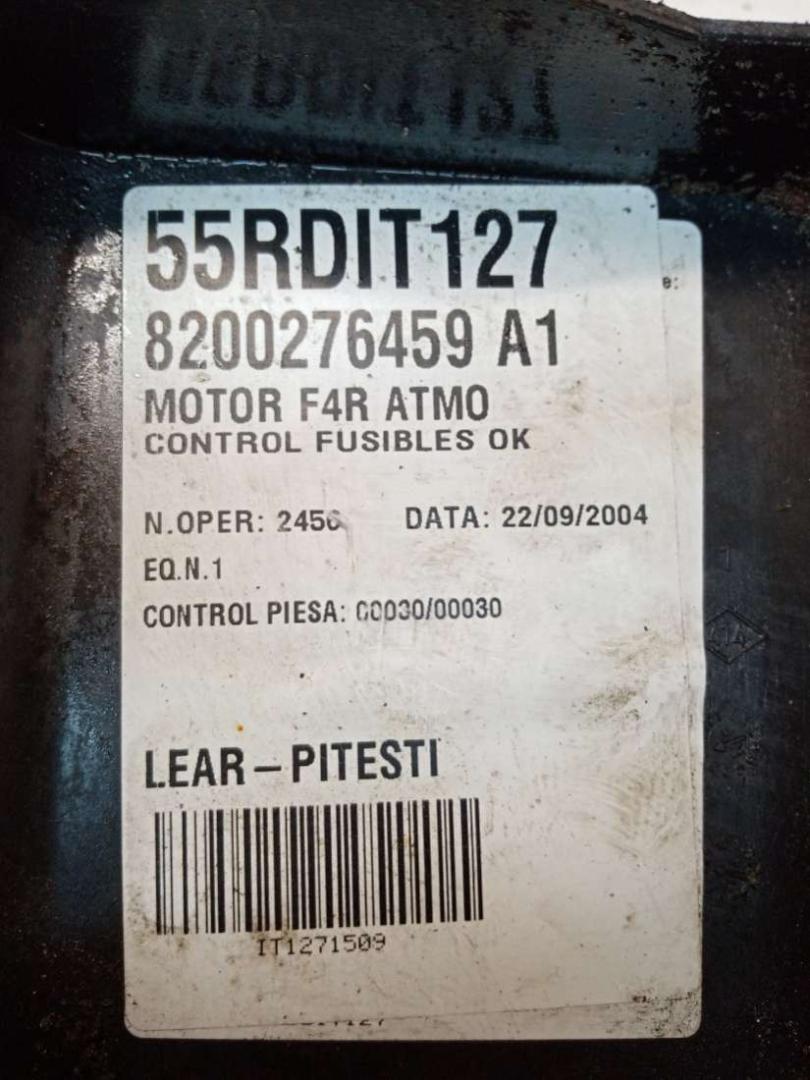 55RDIT127
e:
8200276459 A1
MOTOR F4R ATMO
CONTROL FUSIBLES OK
N.OPER: 2456 DATA: 22/09/2004
EQ.N.1
CONTROL PIESA: 00030/00030
LEAR-PITESTI
IT1271509